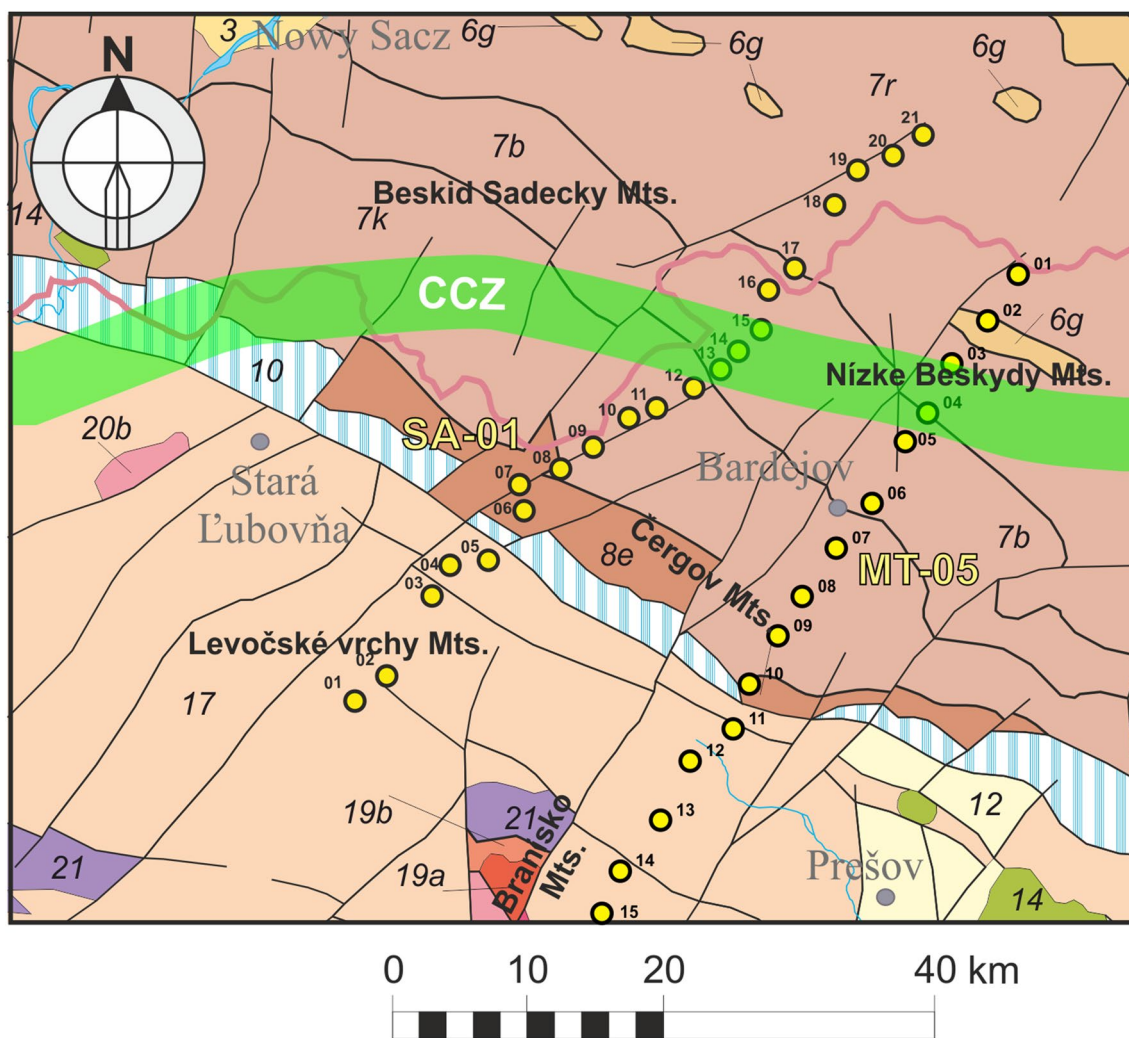 3
Nowy Sacz
6g
6g
6g
6g
N
7r
21
20
19
7b
Beskid Sadecky Mts.
18
14
7k
17
01
16
CCZ
02
15
6g
14
03
13
Nízke Beskydy Mts.
10
12
11
04
10
SA-01
20b
09
05
Bardejov
08
Stará
07
Ľubovňa
06
06
7b
Čergov Mts.
07
MT-05
8e
05
04
03
08
09
Levočské vrchy Mts.
02
10
01
17
11
12
12
19b
21
13
Branisko
Mts.
21
19a
14
Prešov
14
15
0
10
20
40 km